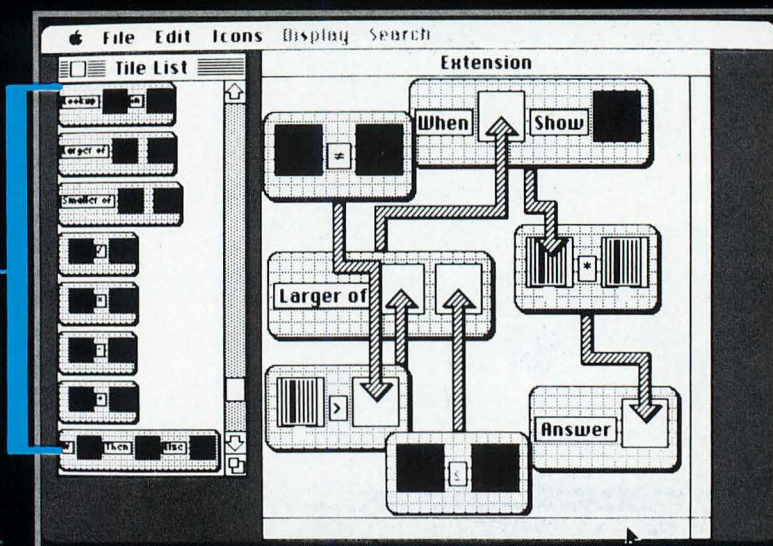 File Edit Icons Display Search
Tile List
Extension
Lookup in
Larger of
Smaller of
Then Else
When Show
≠
*
Larger of
>
Answer
≤